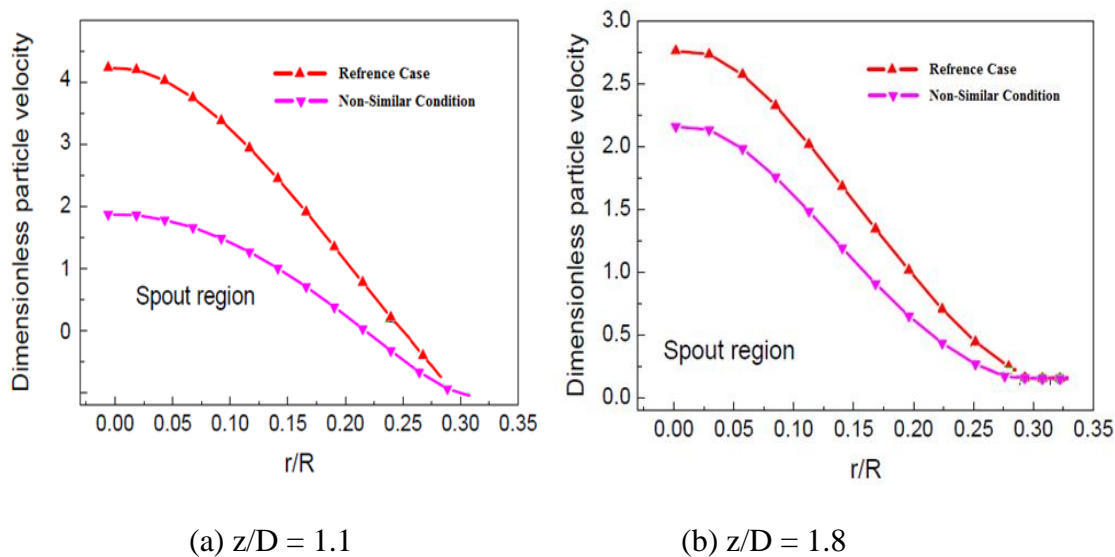 Dimensionless particle velocity
4
3
2
1
0
Refrence Case
Non-Similar Condition
Spout region
0.00 0.05 0.10 0.15 0.20 0.25 0.30 0.35
r/R
(a) z/D = 1.1
Dimensionless particle velocity
3.0
2.5
2.0
1.5
1.0
0.5
0.0
Refrence Case
Non-Similar Condition
Spout region
0.00 0.05 0.10 0.15 0.20 0.25 0.30 0.35
r/R
(b) z/D = 1.8